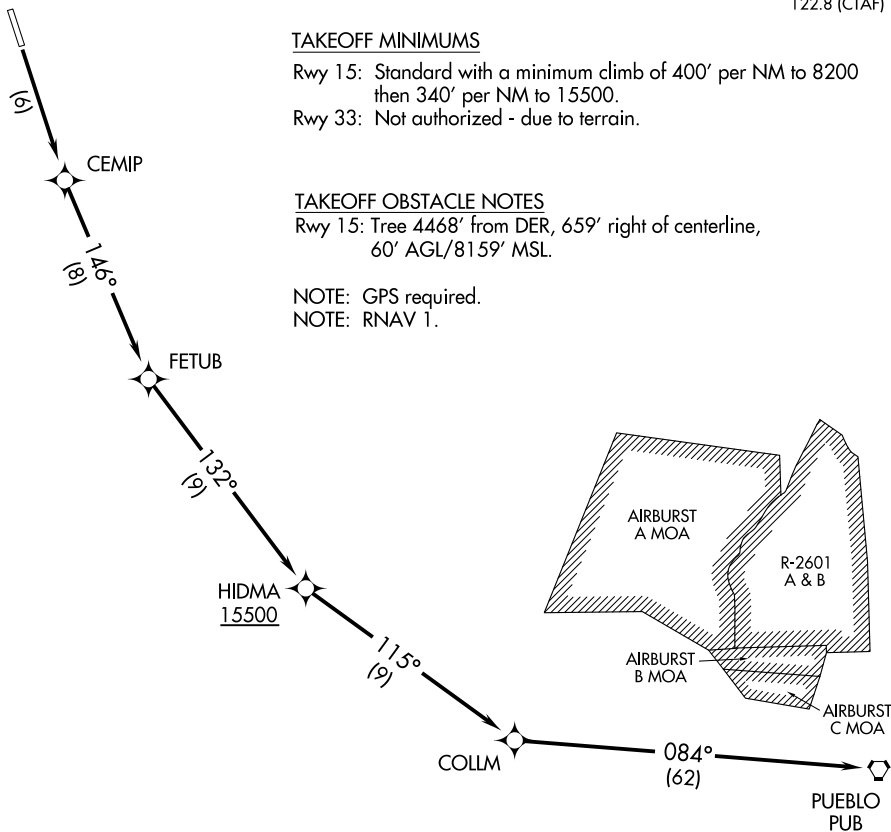 122.8 (CTAF)
TAKEOFF MINIMUMS
Rwy 15: Standard with a minimum climb of 400' per NM to 8200
then 340' per NM to 15500.
Rwy 33: Not authorized - due to terrain.
(6)
CEMIP
TAKEOFF OBSTACLE NOTES
Rwy 15: Tree 4468' from DER, 659' right of centerline,
60' AGL/8159' MSL.
146°
(8)
NOTE: GPS required.
NOTE: RNAV 1.
FETUB
132°
(9)
AIRBURST
A MOA
R-2601
A & B
HIDMA
15500
115°
(9)
AIRBURST
B MOA
AIRBURST
C MOA
COLLM
084°
(62)
PUEBLO
PUB